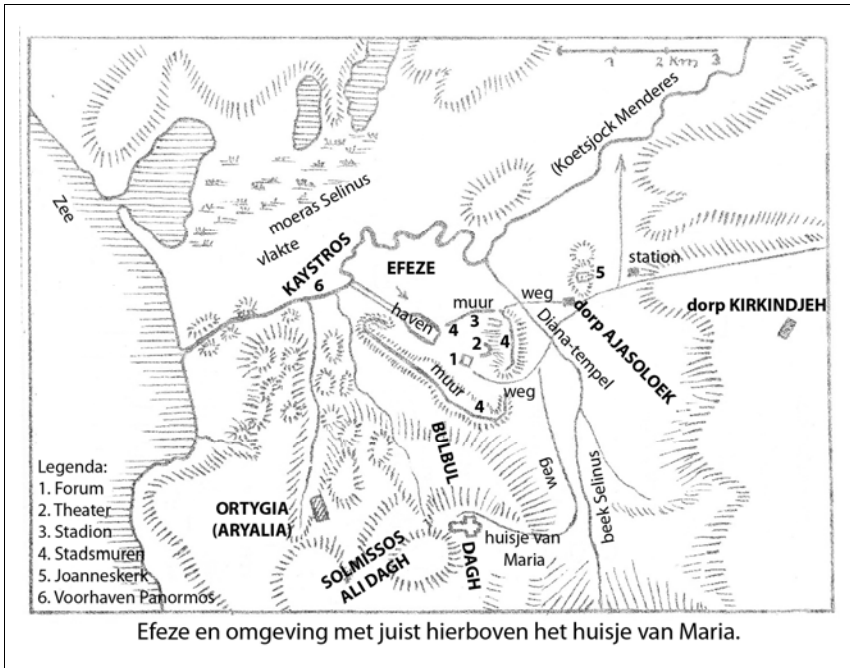 1 2 km 3
(Koetsjock Menderes
Zee
moeras Selinus
vlakte
KAYSTROS
6
EFEZE
haven
muur
weg
5
station
dorp KIRKINDJEH
dorp AJASOLOEK
Diana-tempel
3
4
2
4
1
muur
weg
4
BULBUL
weg
beek Selinus
Legenda:
1. Forum
2. Theater
3. Stadion
4. Stadsmuren
5. Joanneskerk
6. Voorhaven Panormos
ORTYGIA
(ARYALIA)
SOLMISSOS
ALI DAGH
DAGH
huisje van
Maria
Efeze en omgeving met juist hierboven het huisje van Maria.